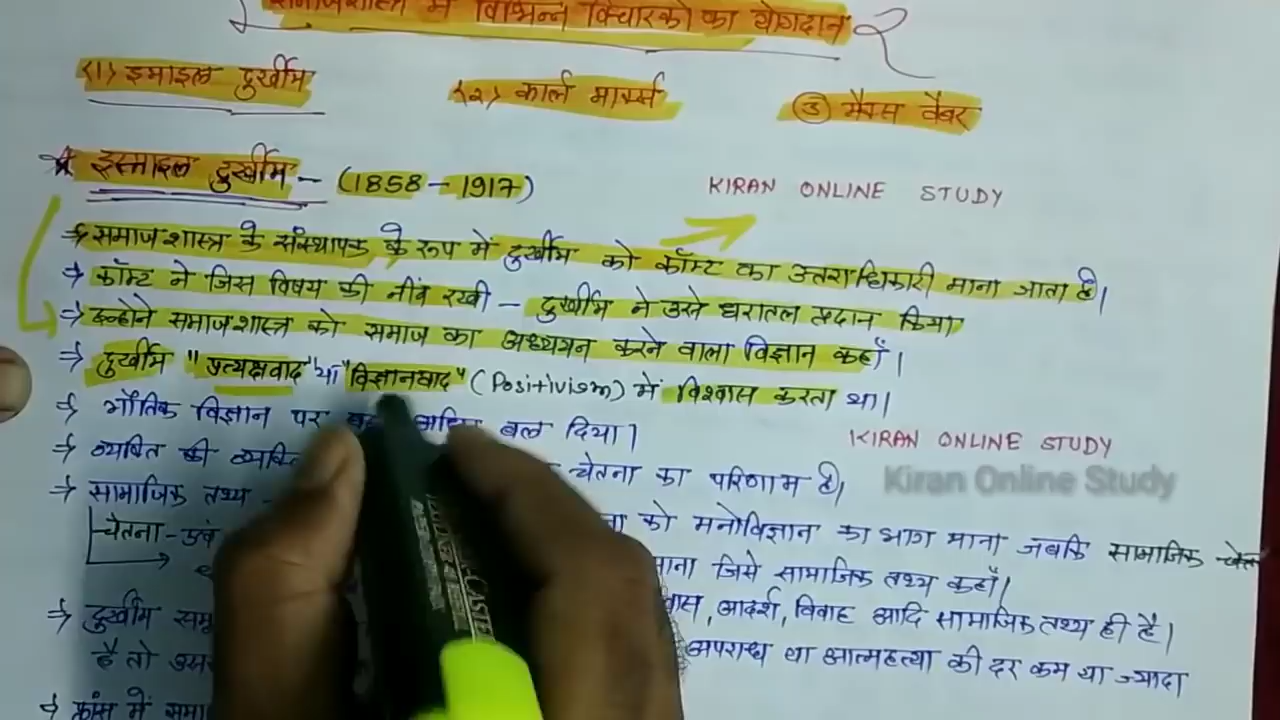 समाजशास्त्र में विभिन्न विचारकों का योगदान
(1) इमाइल दुर्खीम (२) कार्ल मार्क्स ③ मैक्स वैबर
इस्माइल दुर्खीम – (1858 – 1917)
KIRAN ONLINE STUDY
→ समाजशास्त्र के संस्थापक के रूप में दुर्खीम को कॉम्ट का उत्तराधिकारी माना जाता है।
→ कॉम्ट ने जिस विषय की नींव रखी – दुर्खीम ने उसे धरातल प्रदान किया
→ इन्होने समाजशास्त्र को समाज का अध्ययन करने वाला विज्ञान कहाँ।
→ दुर्खीम "प्रत्यक्षवाद" या "विज्ञानवाद" (Positivism) में विश्वास करता था।
→ भौतिक विज्ञान पर बल दिया।
KIRAN ONLINE STUDY
→ व्यक्ति की चेतना का परिणाम है।
Kiran Online Study
→ सामाजिक तथ्य – को मनोविज्ञान का भाग माना जबकि सामाजिक
चेतना – एवं माना जिसे सामाजिक तथ्य कहाँ।
→ दुर्खीम आदर्श, विवाह आदि सामाजिक तथ्य ही है।
है तो अपराध या आत्महत्या की दर कम या ज्यादा
→ फ्रांस में